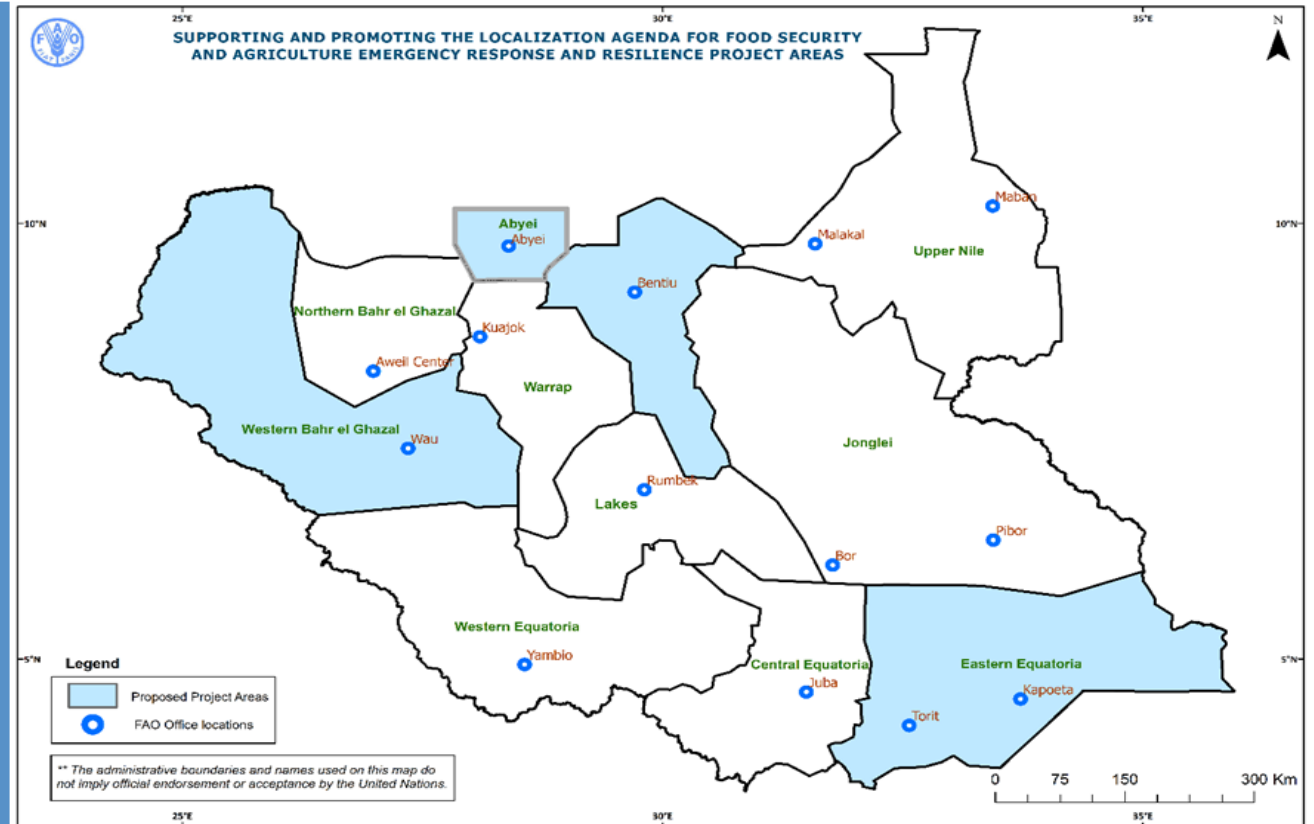 25°E
30°E
35°E
N
F A O
FIAT PANIS
SUPPORTING AND PROMOTING THE LOCALIZATION AGENDA FOR FOOD SECURITY
AND AGRICULTURE EMERGENCY RESPONSE AND RESILIENCE PROJECT AREAS
10°N
10°N
Maban
Abyei
Abyei
Malakal
Upper Nile
Bentiu
Northern Bahr el Ghazal
Kuajok
Aweil Center
Warrap
Western Bahr el Ghazal
Wau
Jonglei
Rumbek
Lakes
Pibor
Bor
Western Equatoria
Yambio
Central Equatoria
Juba
Eastern Equatoria
Kapoeta
Torit
5°N
5°N
Legend
Proposed Project Areas
FAO Office locations
** The administrative boundaries and names used on this map do
not imply official endorsement or acceptance by the United Nations.
0 75 150 300 Km
25°E
30°E
35°E